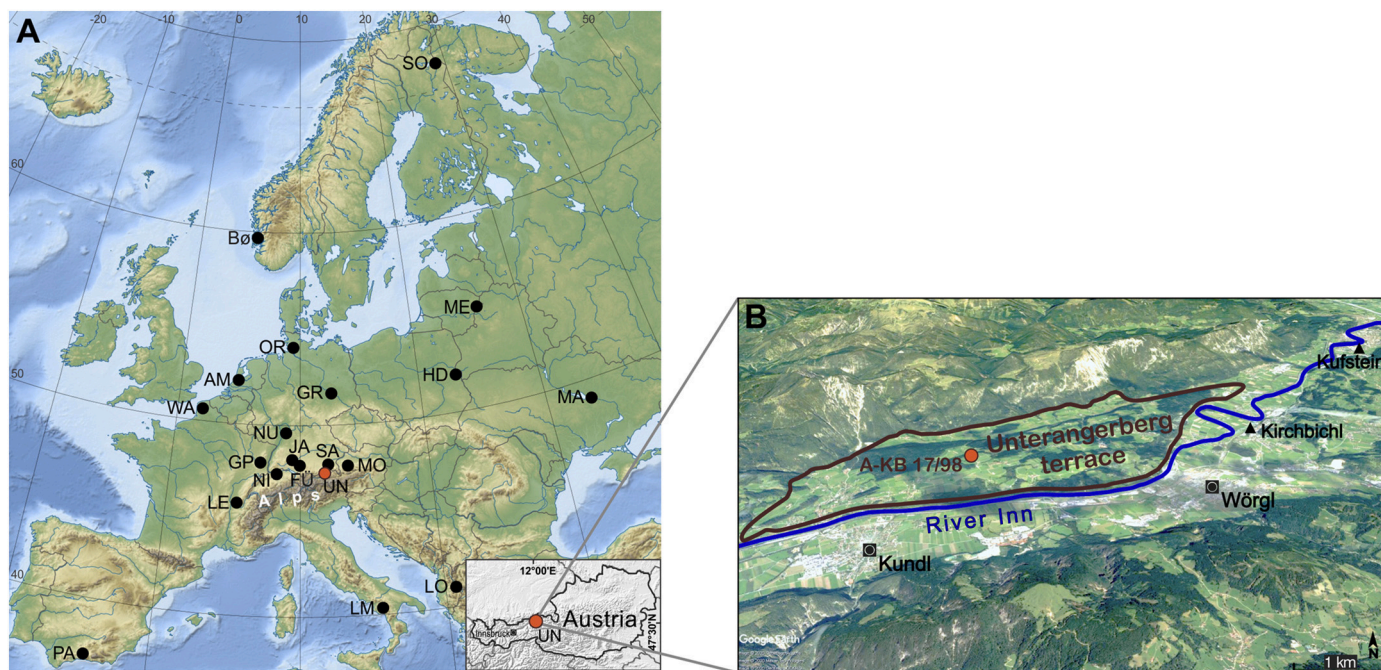 A
-20
-10
0
10
20
30
40
50
60
50
40
SO
Bø
ME
OR
AM
HD
GR
MA
WA
NU
JA
GP
SA
MO
NI
FÜ
UN
LE
Alps
LO
LM
PA
12°00'E
Austria
Innsbruck
UN
47°30'N
B
Kufstein
Kirchbichl
Unterangerberg
terrace
A-KB 17/98
Wörgl
River Inn
Kundl
Google Earth
1 km
N